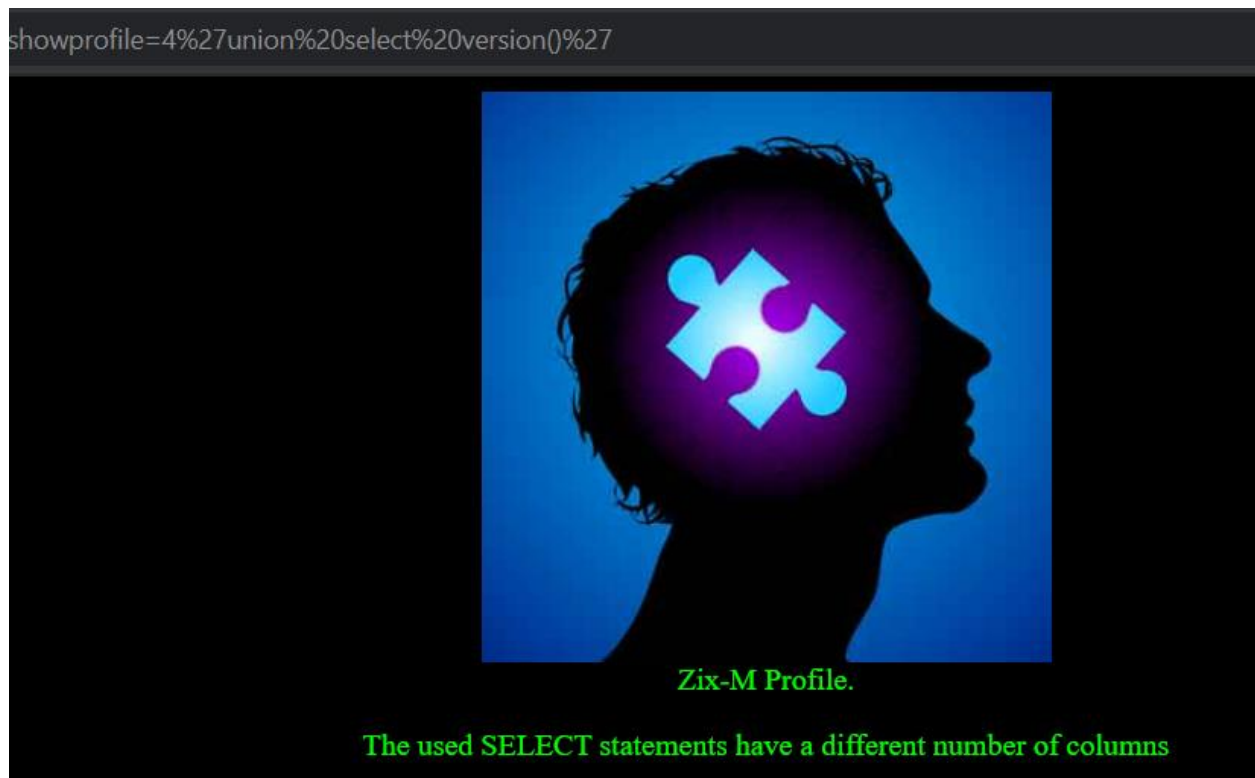 showprofile=4%27union%20select%20version()%27
Zix-M Profile.
The used SELECT statements have a different number of columns